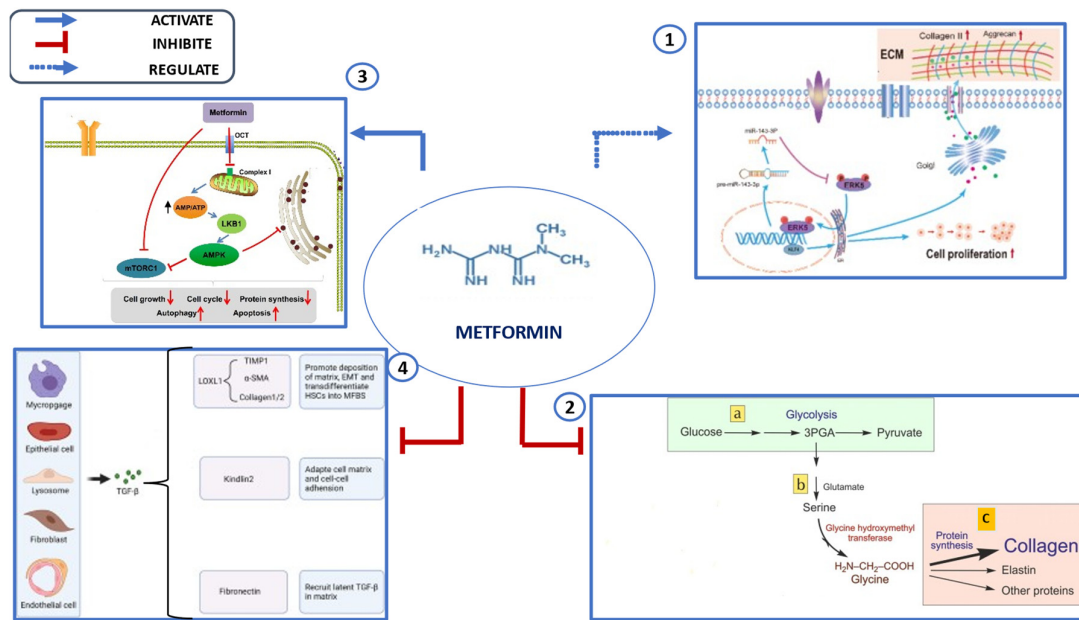 ACTIVATE
INHIBITE
REGULATE
3
Metformin
OCT
Complex I
AMP/ATP
LKB1
AMPK
mTORC1
Cell growth
Cell cycle
Protein synthesis
Autophagy
Apoptosis
1
Collagen II
Aggrecan
ECM
miR-143-3P
pre-miR-143-3p
ERK5
Golgi
ERK5
Cell proliferation
H₂N
NH
NH
NH
N
CH₃
CH₃
METFORMIN
4
Mycropgage
Epithelial cell
Lysosome
Fibroblast
Endothelial cell
TGF-β
LOXL1
TIMP1
α-SMA
Collagen1/2
Promote deposition
of matrix, EMT and
transdifferentiate
HSCs into MFBS
Kindlin2
Adapte cell matrix
and cell-cell
adhension
Fibronectin
Recruit latent TGF-β
in matrix
2
a
Glycolysis
Glucose
3PGA
Pyruvate
b
Glutamate
Serine
Glycine hydroxymethyl
transferase
H₂N–CH₂–COOH
Glycine
c
Protein
synthesis
Collagen
Elastin
Other proteins